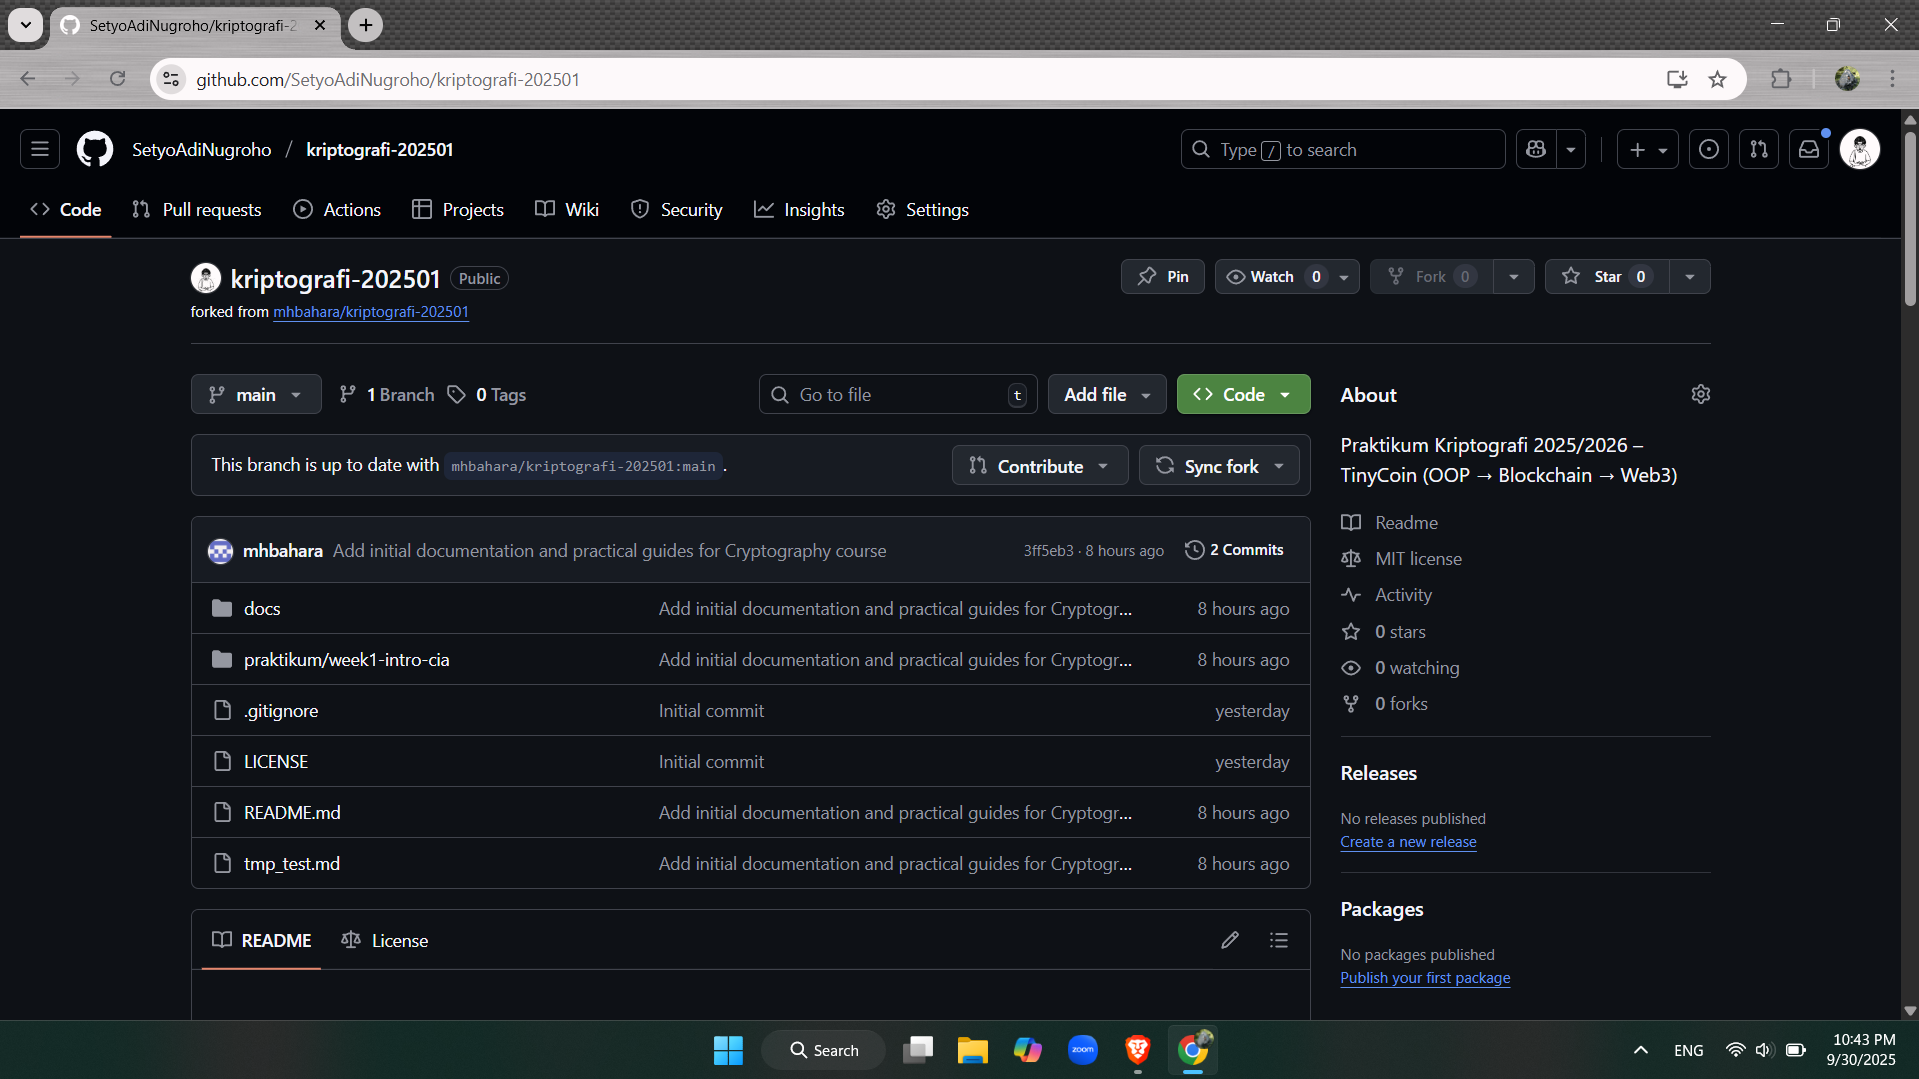 SetyoAdiNugroho/kriptografi-2
github.com/SetyoAdiNugroho/kriptografi-202501
SetyoAdiNugroho / kriptografi-202501
Type / to search
Code Pull requests Actions Projects Wiki Security Insights Settings
kriptografi-202501 Public
Pin Watch 0 Fork 0 Star 0
forked from mhbahara/kriptografi-202501
main 1 Branch 0 Tags Go to file t Add file Code
This branch is up to date with mhbahara/kriptografi-202501:main . Contribute Sync fork
mhbahara Add initial documentation and practical guides for Cryptography course 3ff5eb3 · 8 hours ago 2 Commits
docs Add initial documentation and practical guides for Cryptogr... 8 hours ago
praktikum/week1-intro-cia Add initial documentation and practical guides for Cryptogr... 8 hours ago
.gitignore Initial commit yesterday
LICENSE Initial commit yesterday
README.md Add initial documentation and practical guides for Cryptogr... 8 hours ago
tmp_test.md Add initial documentation and practical guides for Cryptogr... 8 hours ago
README License
About
Praktikum Kriptografi 2025/2026 –
TinyCoin (OOP → Blockchain → Web3)
Readme
MIT license
Activity
0 stars
0 watching
0 forks
Releases
No releases published
Create a new release
Packages
No packages published
Publish your first package
Search
zoom
ENG
10:43 PM
9/30/2025